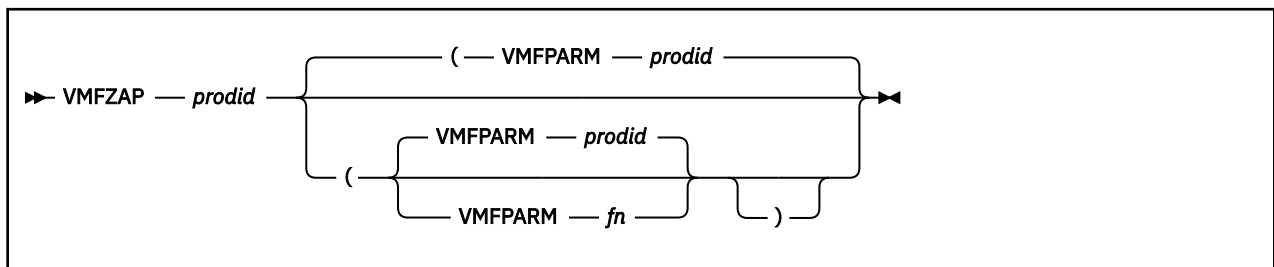 ( VMFPARM prodid
VMFZAP prodid
VMFPARM prodid
(
VMFPARM fn )